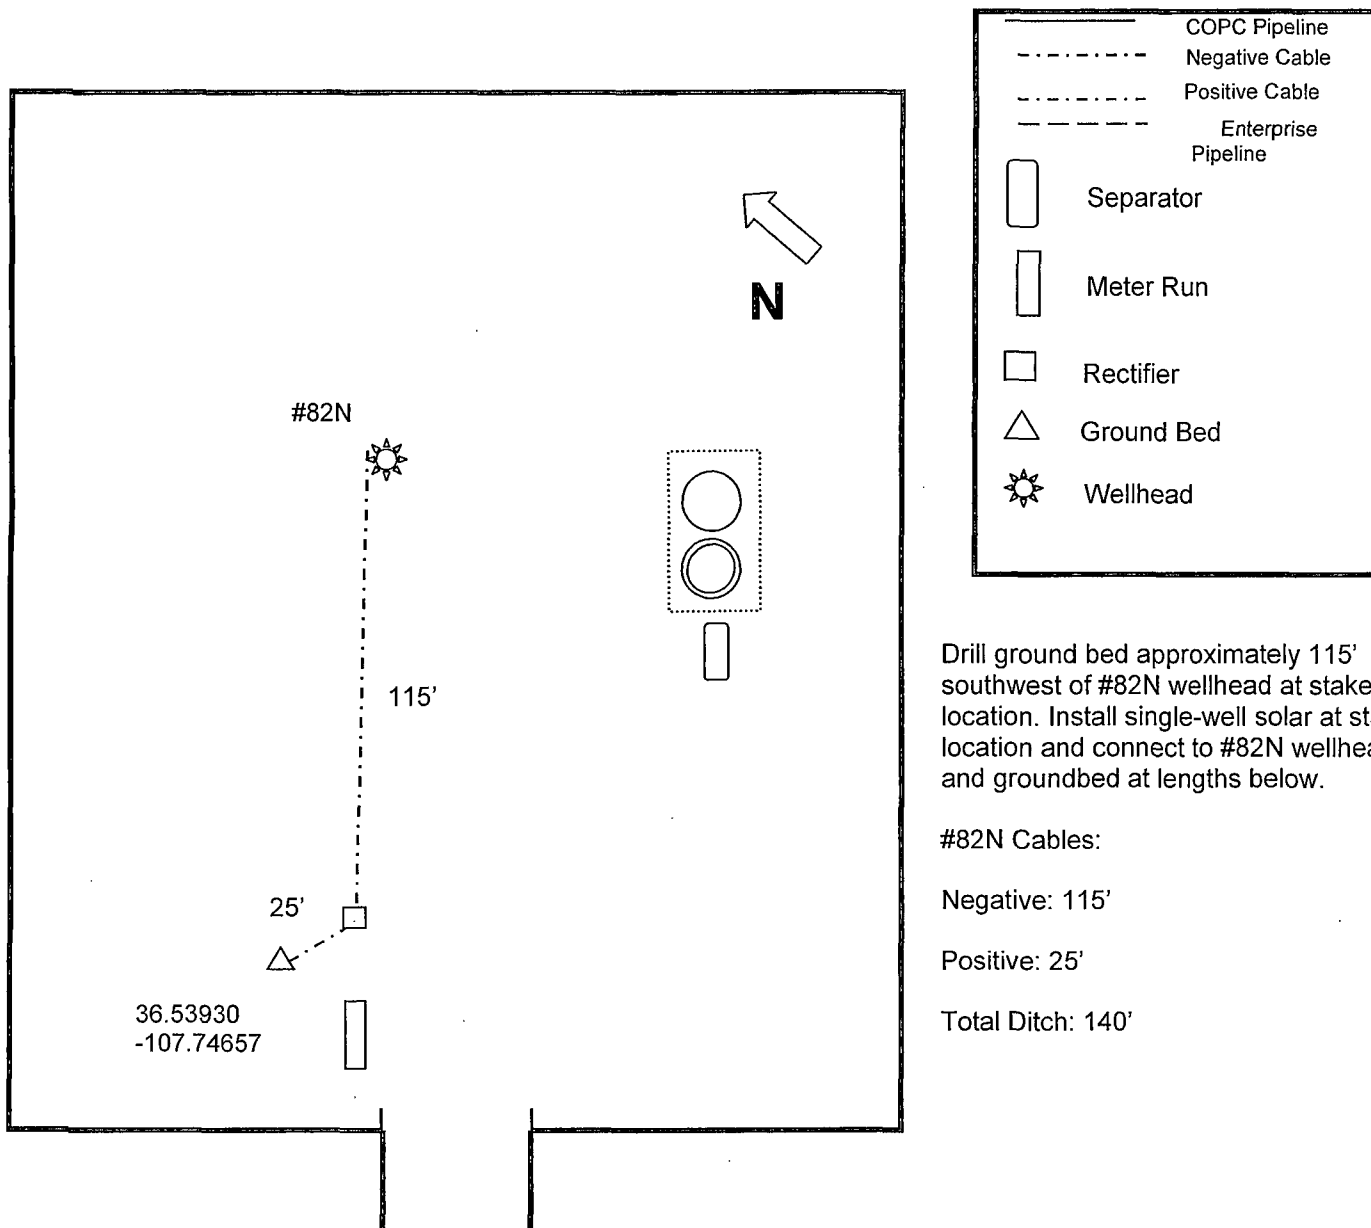 COPC Pipeline
Negative Cable
Positive Cable
Enterprise
Pipeline
Separator
Meter Run
Rectifier
Ground Bed
Wellhead
N
#82N
115'
25'
36.53930
-107.74657
Drill ground bed approximately 115'
southwest of #82N wellhead at stake
location. Install single-well solar at st
location and connect to #82N wellhea
and groundbed at lengths below.
#82N Cables:
Negative: 115'
Positive: 25'
Total Ditch: 140'